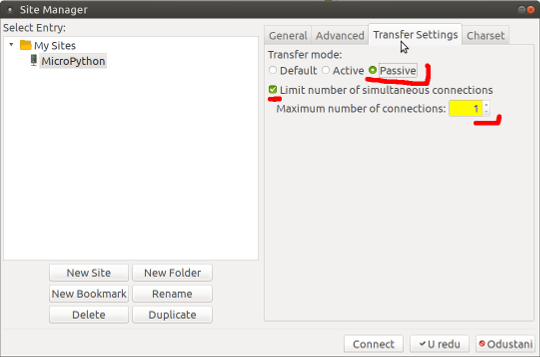 Site Manager
Select Entry:
My Sites
MicroPython
New Site
New Folder
New Bookmark
Rename
Delete
Duplicate
General
Advanced
Transfer Settings
Charset
Transfer mode:
Default
Active
Passive
Limit number of simultaneous connections
Maximum number of connections: 1
Connect
U redu
Odustani